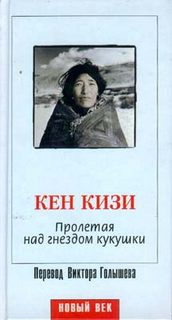 КЕН КИЗИ
Пролетая
над гнездом кукушки
Перевод Виктора Голышева
НОВЫЙ ВЕК